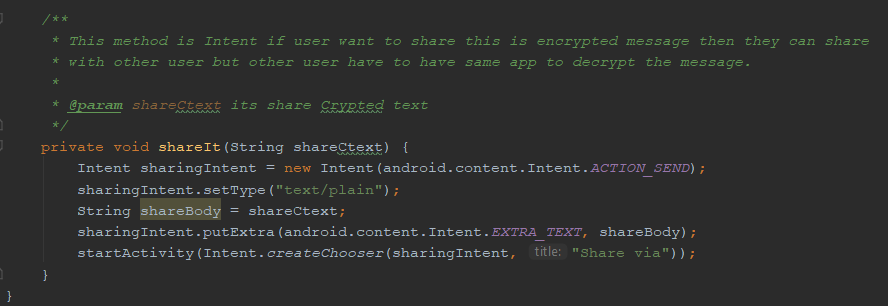 /**
* This method is Intent if user want to share this is encrypted message then they can share
* with other user but other user have to have same app to decrypt the message.
*
* @param shareCtext its share Crypted text
*/
private void shareIt(String shareCtext) {
Intent sharingIntent = new Intent(android.content.Intent.ACTION_SEND);
sharingIntent.setType("text/plain");
String shareBody = shareCtext;
sharingIntent.putExtra(android.content.Intent.EXTRA_TEXT, shareBody);
startActivity(Intent.createChooser(sharingIntent, title: "Share via"));
}
}